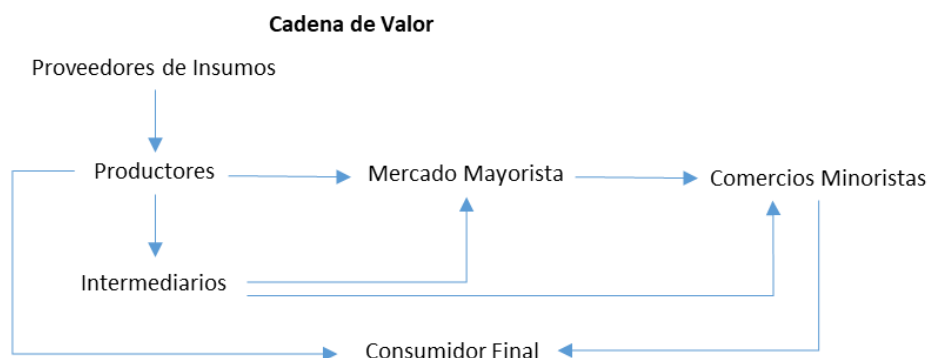 Cadena de Valor
Proveedores de Insumos
Productores
Mercado Mayorista
Comercios Minoristas
Intermediarios
Consumidor Final